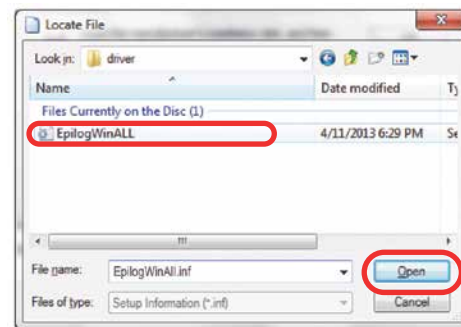 Locate File
Look in: driver
Name Date modified Ty
Files Currently on the Disc (1)
EpilogWinALL 4/11/2013 6:29 PM Se
File name: EpilogWinAll.inf Open
Files of type: Setup Information (*.inf) Cancel